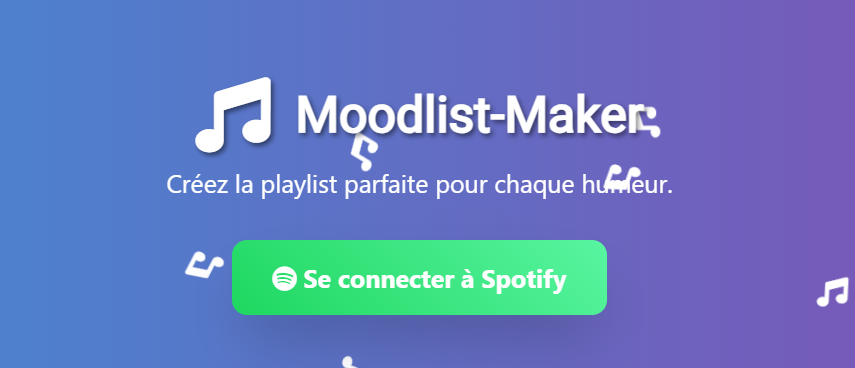 Moodlist-Maker
Créez la playlist parfaite pour chaque humeur.
Se connecter à Spotify